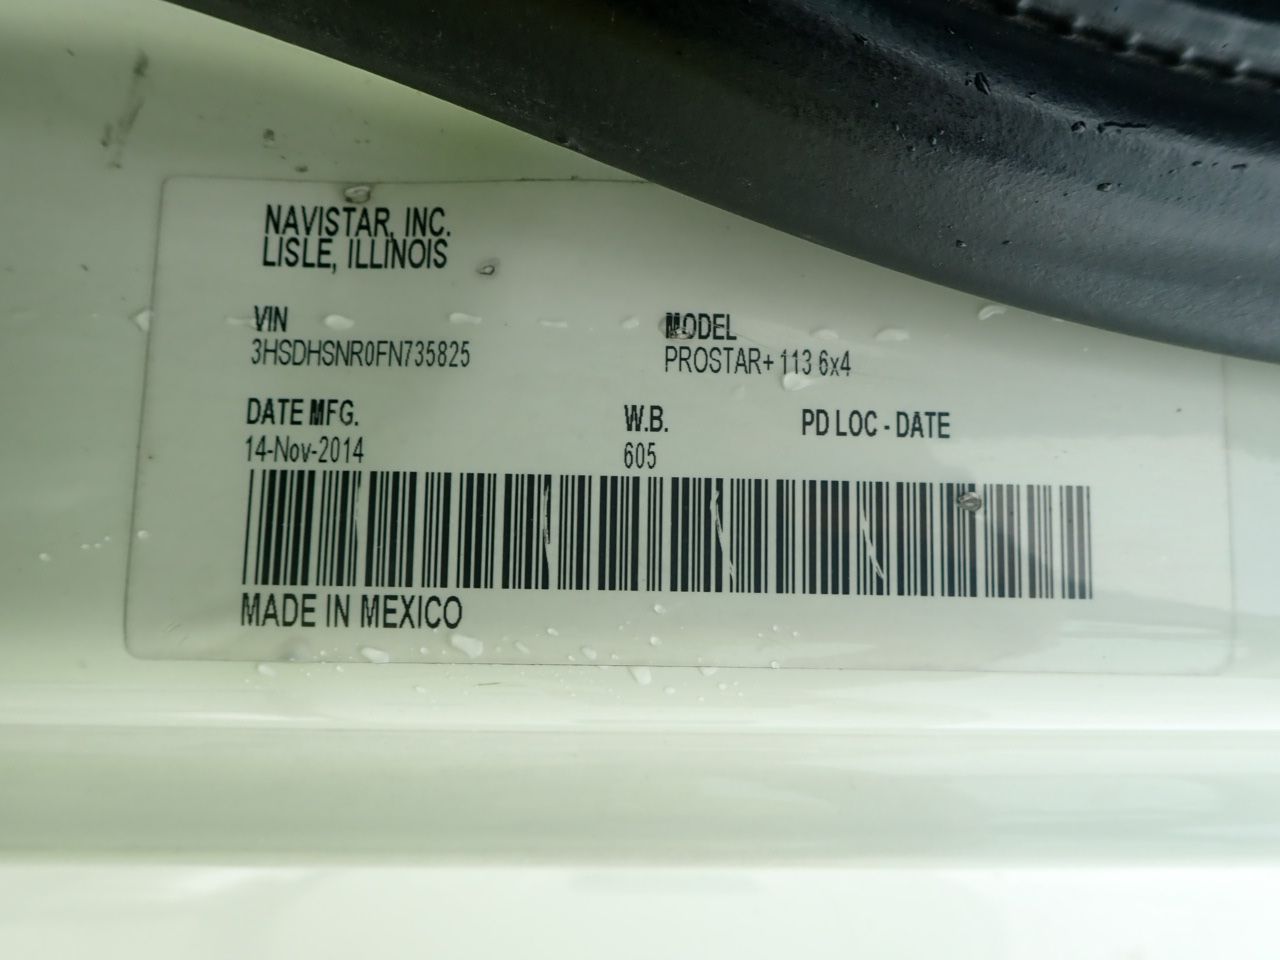 NAVISTAR, INC.
LISLE, ILLINOIS
VIN
3HSDHSNR0FN735825
MODEL
PROSTAR+ 113 6x4
DATE MFG.
14-Nov-2014
W.B.
605
PD LOC - DATE
MADE IN MEXICO